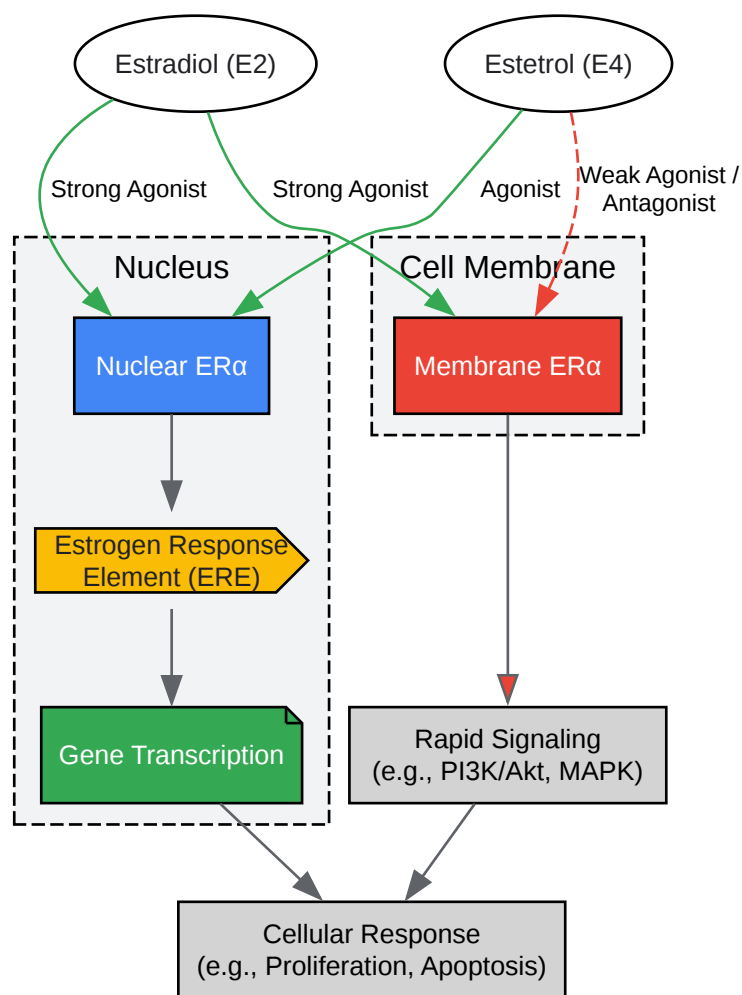 Estradiol (E2)
Estetrol (E4)
Strong Agonist
Strong Agonist
Agonist
Weak Agonist /
Antagonist
Nucleus
Cell Membrane
Nuclear ERα
Membrane ERα
Estrogen Response
Element (ERE)
Gene Transcription
Rapid Signaling
(e.g., PI3K/Akt, MAPK)
Cellular Response
(e.g., Proliferation, Apoptosis)